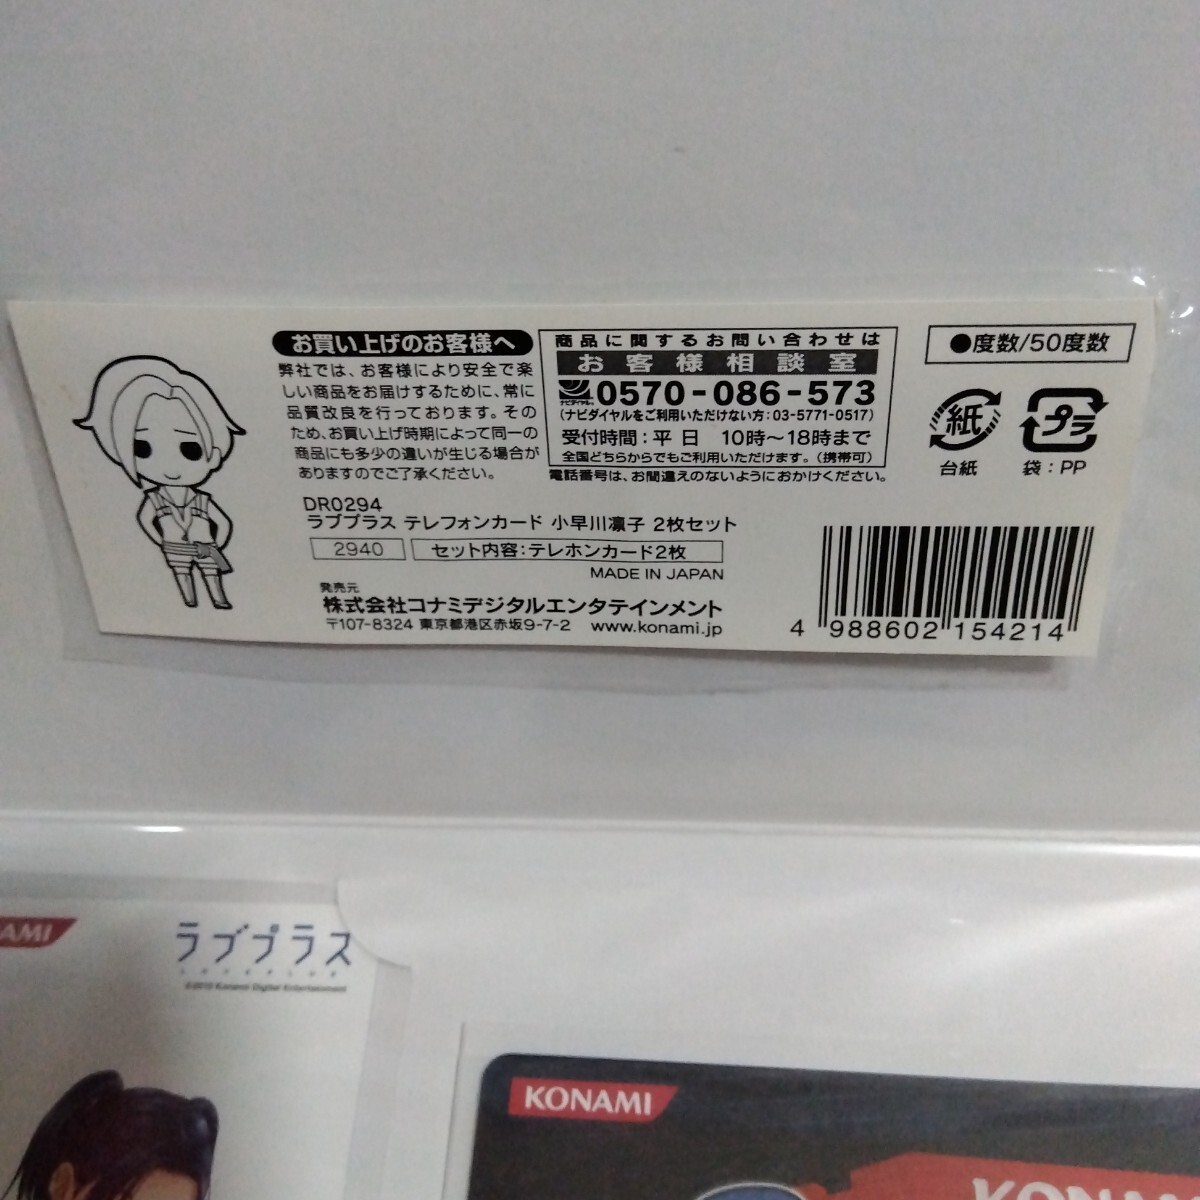 お買い上げのお客様へ
弊社では、お客様により安全で楽
しい商品をお届けするために、常に
品質改良を行っております。その
ため、お買い上げ時期によって同一の
商品にも多少の違いが生じる場合が
ありますのでご了承ください。
商品に関するお問い合わせは
お客様相談室
ナビダイヤル 0570-086-573
(ナビダイヤルをご利用いただけない方:03-5771-0517)
受付時間:平日 10時〜18時まで
全国どちらからでもご利用いただけます。(携帯可)
電話番号は、お間違えのないようにおかけください。
●度数/50度数
紙
台紙
プラ
袋:PP
DR0294
ラブプラス テレフォンカード 小早川凛子 2枚セット
2940
セット内容:テレホンカード2枚
MADE IN JAPAN
発売元
株式会社コナミデジタルエンタテインメント
〒107-8324 東京都港区赤坂9-7-2 www.konami.jp
4 988602 154214
AMI
ラブプラス
©2010 Konami Digital Entertainment
KONAMI
KONAMI